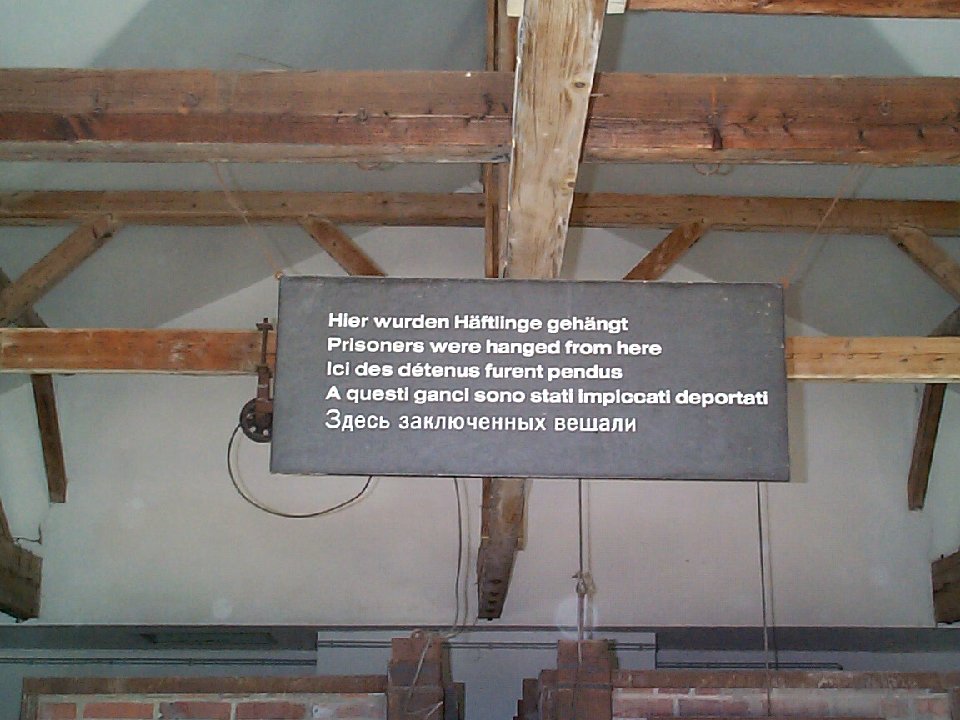 Hier wurden Häftlinge gehängt
Prisoners were hanged from here
Ici des détenus furent pendus
A questi ganci sono stati impiccati deportati
Здесь заключенных вешали